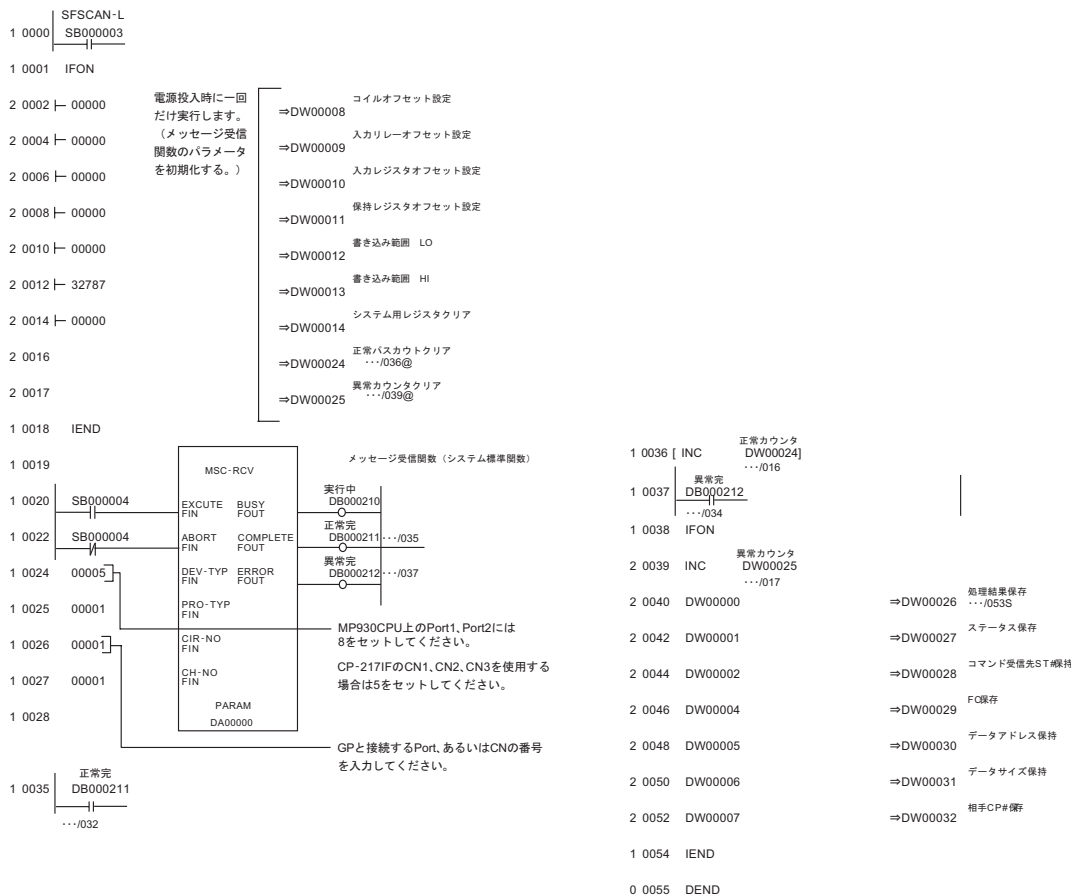 SFSCAN-L
1 0000 SB000003
1 0001 IFON
2 0002 00000 ⇒DW00008 コイルオフセット設定
2 0004 00000 ⇒DW00009 入力リレーオフセット設定
2 0006 00000 ⇒DW00010 入力レジスタオフセット設定
2 0008 00000 ⇒DW00011 保持レジスタオフセット設定
2 0010 00000 ⇒DW00012 書き込み範囲 LO
2 0012 32787 ⇒DW00013 書き込み範囲 HI
2 0014 00000 ⇒DW00014 システム用レジスタクリア
2 0016 ⇒DW00024 正常パスカウトクリア
･･･/036@
2 0017 ⇒DW00025 異常カウンタクリア
･･･/039@
電源投入時に一回
だけ実行します。
（メッセージ受信
関数のパラメータ
を初期化する。）
1 0018 IEND
1 0019 MSC-RCV メッセージ受信関数（システム標準関数）
1 0020 SB000004 EXCUTE BUSY 実行中 DB000210
FIN FOUT
1 0022 SB000004 ABORT COMPLETE 正常完 DB000211 ･･･/035
FIN FOUT
1 0024 00005 DEV-TYP ERROR 異常完 DB000212 ･･･/037
FIN FOUT
1 0025 00001 PRO-TYP
FIN
1 0026 00001 CIR-NO
FIN
1 0027 00001 CH-NO
FIN
1 0028 PARAM
DA00000
MP930CPU上のPort1、Port2には
8をセットしてください。
CP-217IFのCN1、CN2、CN3を使用する
場合は5をセットしてください。
GPと接続するPort、あるいはCNの番号
を入力してください。
正常完
1 0035 DB000211
･･･/032
正常カウンタ
1 0036 [ INC DW00024]
･･･/016
異常完
1 0037 DB000212
･･･/034
1 0038 IFON
異常カウンタ
2 0039 INC DW00025
･･･/017
2 0040 DW00000 ⇒DW00026 処理結果保存
･･･/053S
2 0042 DW00001 ⇒DW00027 ステータス保存
2 0044 DW00002 ⇒DW00028 コマンド受信先ST#保持
2 0046 DW00004 ⇒DW00029 FC保存
2 0048 DW00005 ⇒DW00030 データアドレス保持
2 0050 DW00006 ⇒DW00031 データサイズ保持
2 0052 DW00007 ⇒DW00032 相手CP#保存
1 0054 IEND
0 0055 DEND